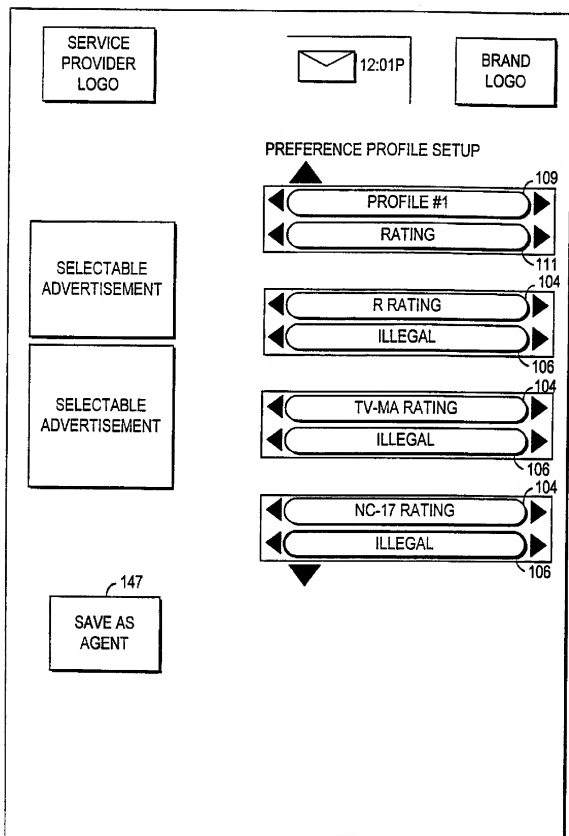 SERVICE
PROVIDER
LOGO
12:01P
BRAND
LOGO
PREFERENCE PROFILE SETUP
109
PROFILE #1
RATING
111
SELECTABLE
ADVERTISEMENT
104
R RATING
ILLEGAL
106
SELECTABLE
ADVERTISEMENT
104
TV-MA RATING
ILLEGAL
106
104
NC-17 RATING
ILLEGAL
106
147
SAVE AS
AGENT